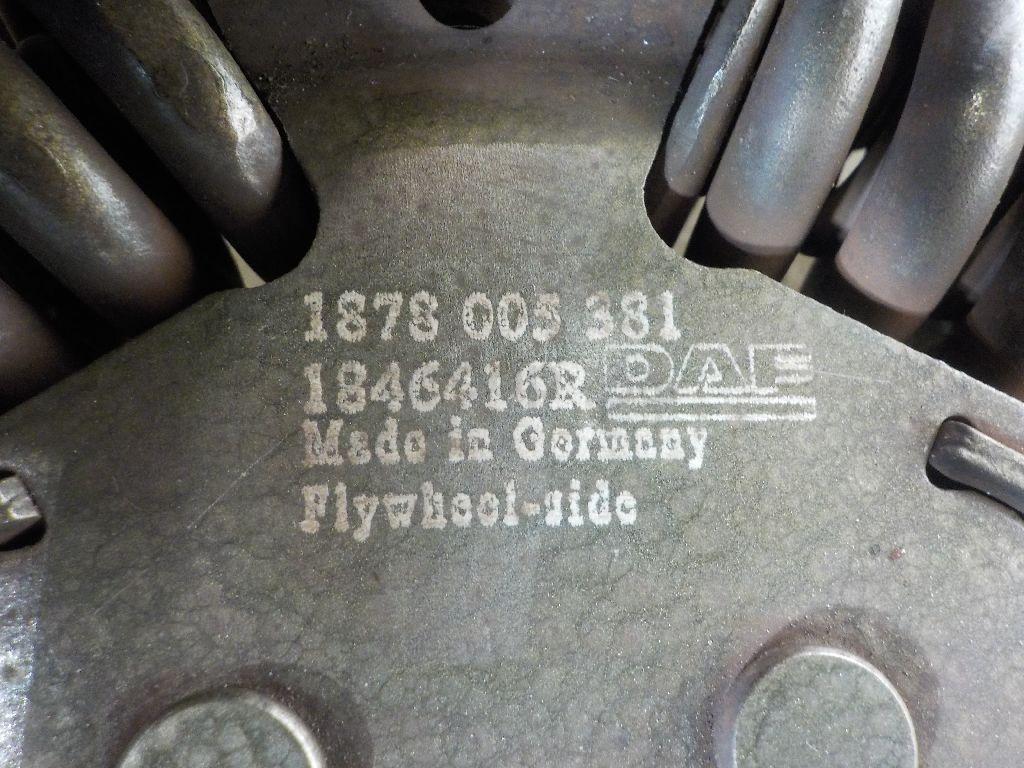 1878 005 381
1846416R DAF
Made in Germany
Flywheel-side